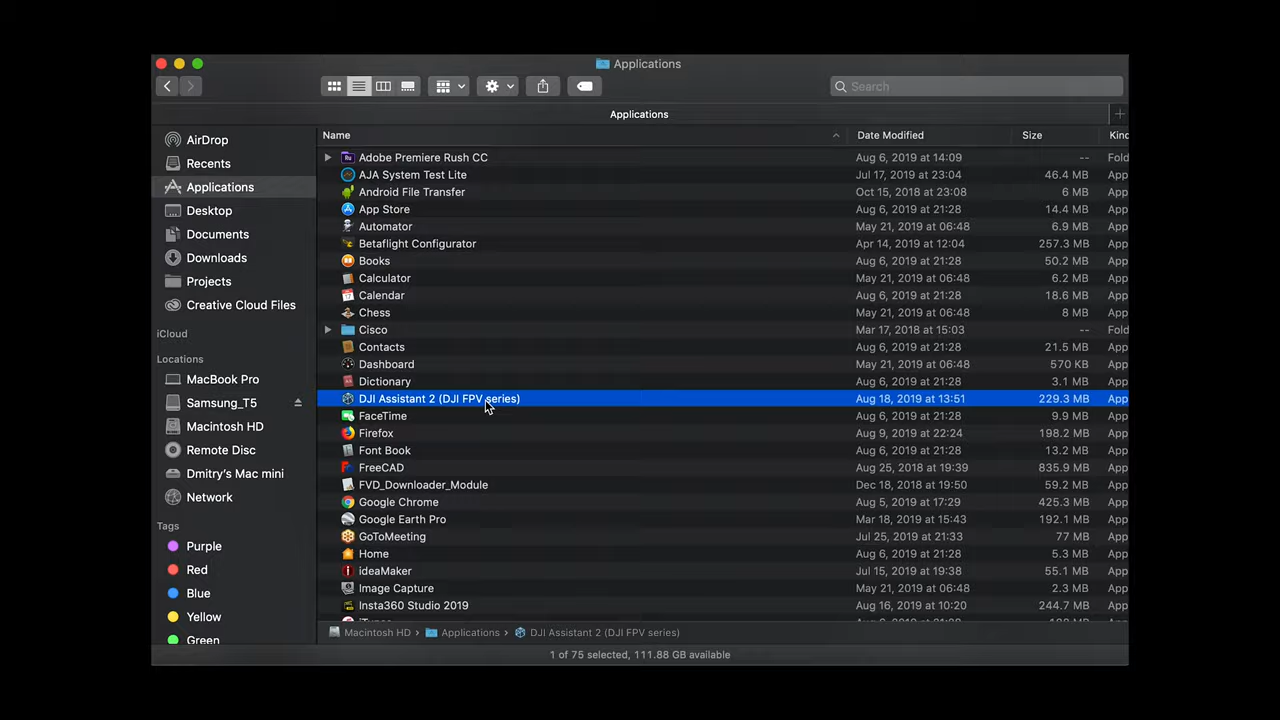 Applications
Search
Applications
Name Date Modified Size Kind
AirDrop
Recents
Applications
Desktop
Documents
Downloads
Projects
Creative Cloud Files
iCloud
Locations
MacBook Pro
Samsung_T5
Macintosh HD
Remote Disc
Dmitry's Mac mini
Network
Tags
Purple
Red
Blue
Yellow
Green
Adobe Premiere Rush CC Aug 6, 2019 at 14:09 -- Fold
AJA System Test Lite Jul 17, 2019 at 23:04 46.4 MB App
Android File Transfer Oct 15, 2018 at 23:08 6 MB App
App Store Aug 6, 2019 at 21:28 14.4 MB App
Automator May 21, 2019 at 06:48 6.9 MB App
Betaflight Configurator Apr 14, 2019 at 12:04 257.3 MB App
Books Aug 6, 2019 at 21:28 50.2 MB App
Calculator May 21, 2019 at 06:48 6.2 MB App
Calendar Aug 6, 2019 at 21:28 18.6 MB App
Chess May 21, 2019 at 06:48 8 MB App
Cisco Mar 17, 2018 at 15:03 -- Fold
Contacts Aug 6, 2019 at 21:28 21.5 MB App
Dashboard May 21, 2019 at 06:48 570 KB App
Dictionary Aug 6, 2019 at 21:28 3.1 MB App
DJI Assistant 2 (DJI FPV series) Aug 18, 2019 at 13:51 229.3 MB App
FaceTime Aug 6, 2019 at 21:28 9.9 MB App
Firefox Aug 9, 2019 at 22:24 198.2 MB App
Font Book Aug 6, 2019 at 21:28 13.2 MB App
FreeCAD Aug 25, 2018 at 19:39 835.9 MB App
FVD_Downloader_Module Dec 18, 2018 at 19:50 59.2 MB App
Google Chrome Aug 5, 2019 at 17:29 425.3 MB App
Google Earth Pro Mar 18, 2019 at 15:43 192.1 MB App
GoToMeeting Jul 25, 2019 at 21:33 77 MB App
Home Aug 6, 2019 at 21:28 5.3 MB App
ideaMaker Jul 15, 2019 at 19:38 55.1 MB App
Image Capture May 21, 2019 at 06:48 2.3 MB App
Insta360 Studio 2019 Aug 16, 2019 at 10:20 244.7 MB App
Macintosh HD › Applications › DJI Assistant 2 (DJI FPV series)
1 of 75 selected, 111.88 GB available